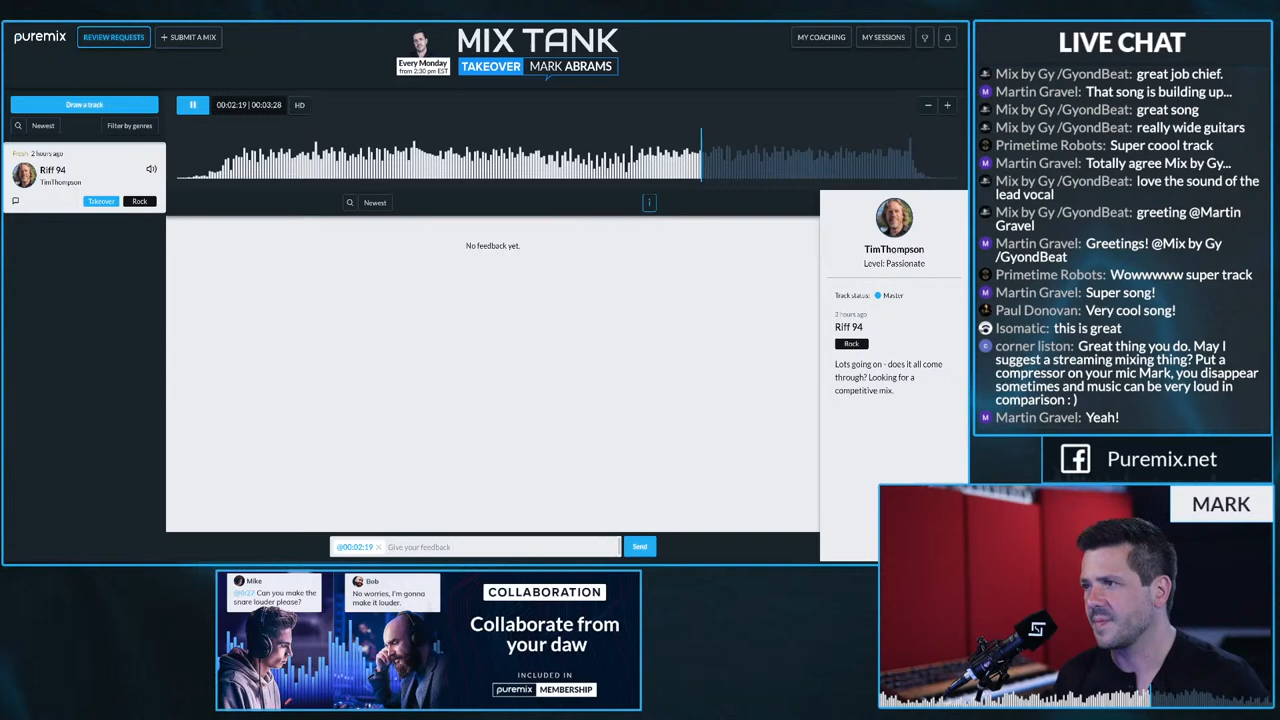 puremix
REVIEW REQUESTS
+ SUBMIT A MIX
Every Monday
from 2:30 pm EST
MIX TANK
TAKEOVER
MARK ABRAMS
MY COACHING
MY SESSIONS
Draw a track
Newest
Filter by genres
Fresh 2 hours ago
Riff 94
TimThompson
Takeover
Rock
00:02:19 | 00:03:28
HD
Newest
i
No feedback yet.
@00:02:19 ×
Give your feedback
Send
TimThompson
Level: Passionate
Track status: Master
2 hours ago
Riff 94
Rock
Lots going on - does it all come
through? Looking for a
competitive mix.
LIVE CHAT
Mix by Gy /GyondBeat: great job chief.
M Martin Gravel: That song is building up...
Mix by Gy /GyondBeat: great song
Mix by Gy /GyondBeat: really wide guitars
Primetime Robots: Super coool track
M Martin Gravel: Totally agree Mix by Gy...
Mix by Gy /GyondBeat: love the sound of the
lead vocal
Mix by Gy /GyondBeat: greeting @Martin
Gravel
M Martin Gravel: Greetings! @Mix by Gy
/GyondBeat
Primetime Robots: Wowwwww super track
M Martin Gravel: Super song!
Paul Donovan: Very cool song!
Isomatic: this is great
c corner liston: Great thing you do. May I
suggest a streaming mixing thing? Put a
compressor on your mic Mark, you disappear
sometimes and music can be very loud in
comparison : )
M Martin Gravel: Yeah!
Puremix.net
MARK
Mike
@0:27 Can you make the
snare louder please?
Bob
No worries, I'm gonna
make it louder.
COLLABORATION
Collaborate from
your daw
INCLUDED IN
puremix MEMBERSHIP